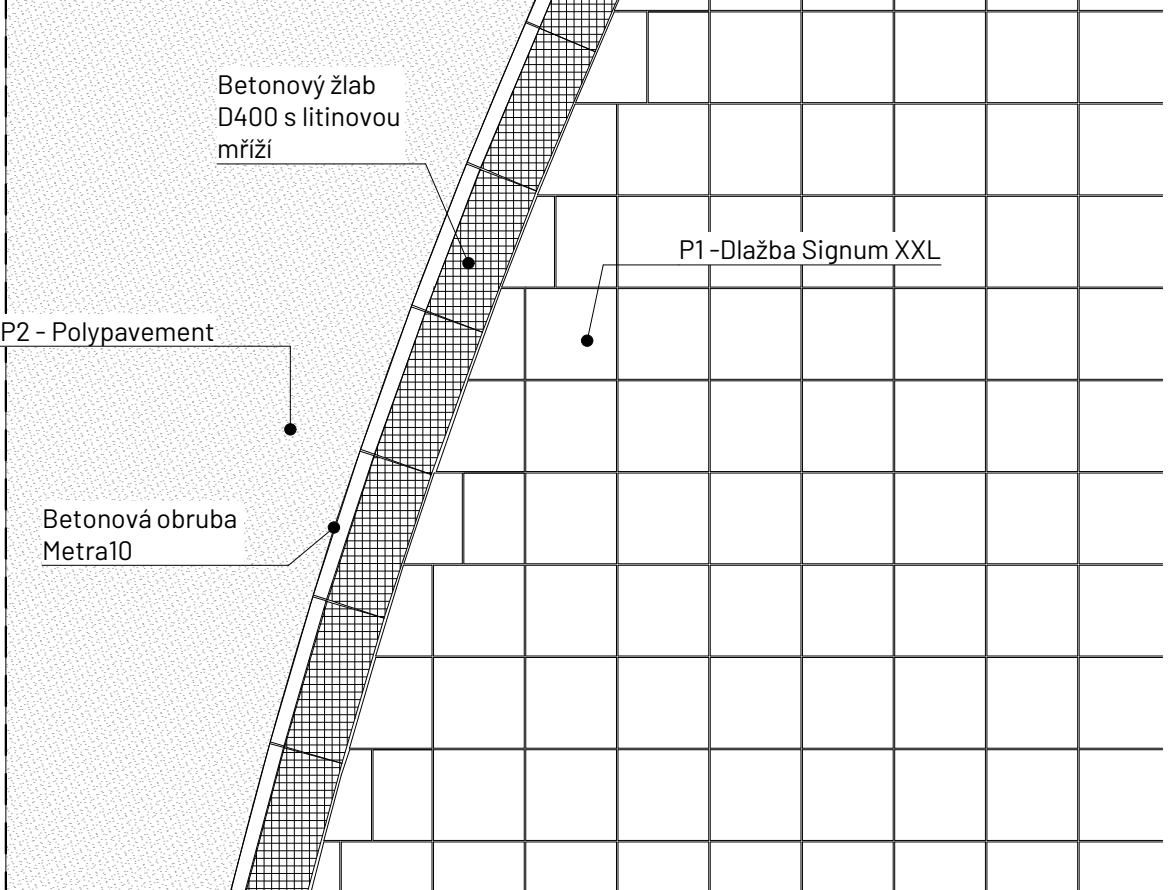 Betonový žlab
D400 s litinovou
mříží
P1 -Dlažba Signum XXL
P2 - Polypavement
Betonová obruba
Metra10